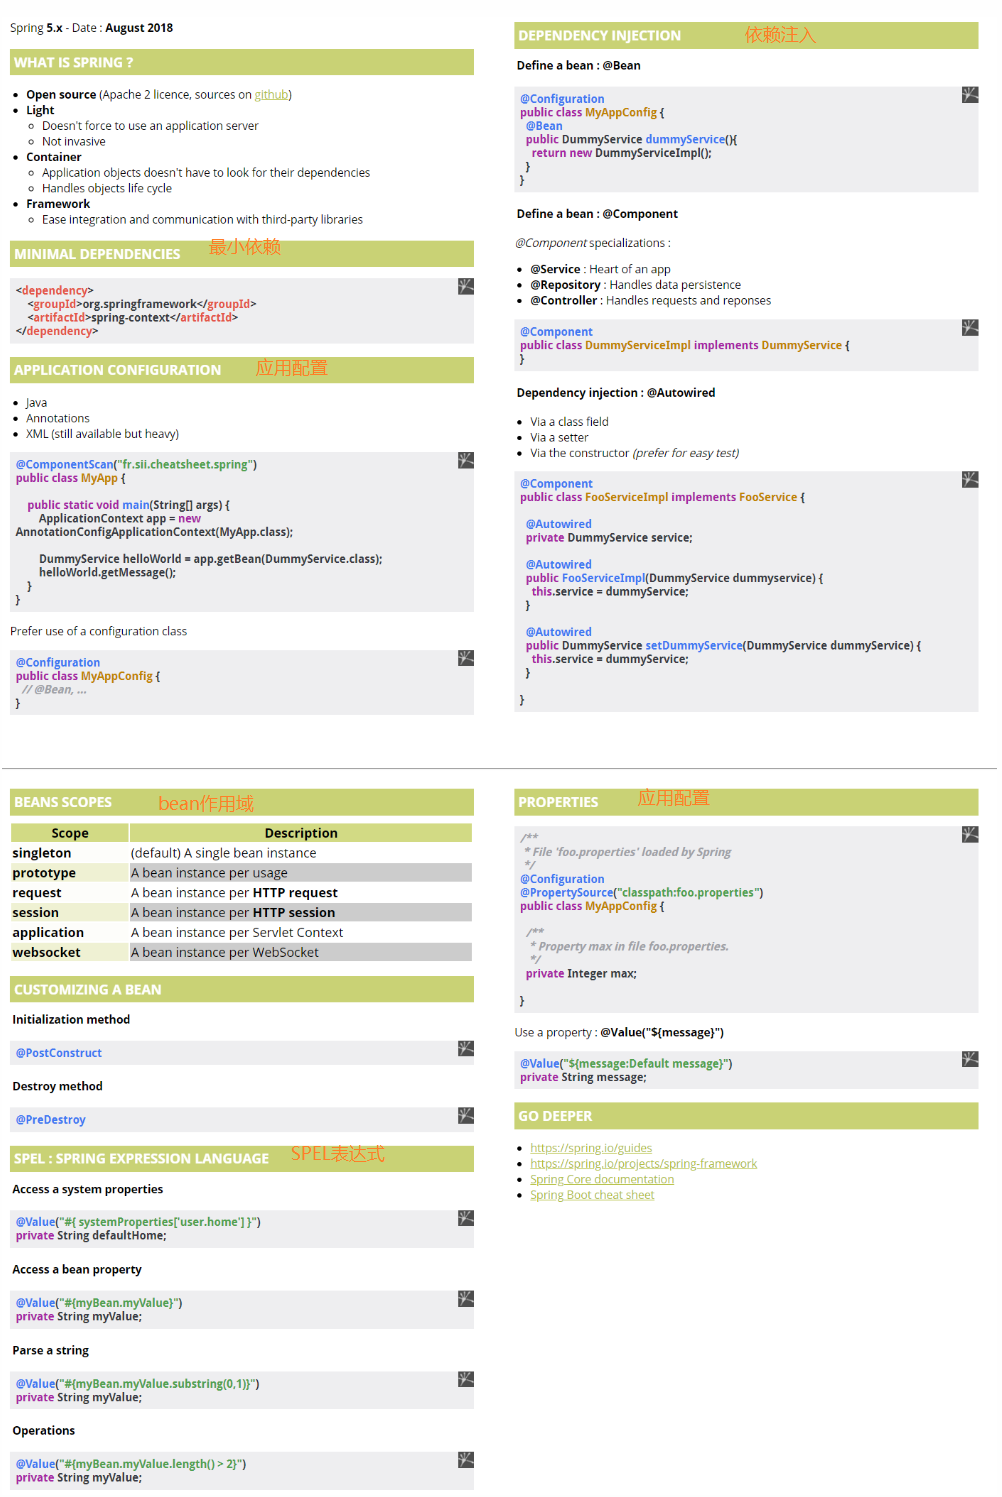 Spring 5.x - Date : August 2018
WHAT IS SPRING ?
Open source (Apache 2 licence, sources on github)
Light
Doesn't force to use an application server
Not invasive
Container
Application objects doesn't have to look for their dependencies
Handles objects life cycle
Framework
Ease integration and communication with third-party libraries
MINIMAL DEPENDENCIES 最小依赖
<dependency>
<groupId>org.springframework</groupId>
<artifactId>spring-context</artifactId>
</dependency>
APPLICATION CONFIGURATION 应用配置
Java
Annotations
XML (still available but heavy)
@ComponentScan("fr.sii.cheatsheet.spring")
public class MyApp {
public static void main(String[] args) {
ApplicationContext app = new
AnnotationConfigApplicationContext(MyApp.class);
DummyService helloWorld = app.getBean(DummyService.class);
helloWorld.getMessage();
}
}
Prefer use of a configuration class
@Configuration
public class MyAppConfig {
// @Bean, ...
}
DEPENDENCY INJECTION 依赖注入
Define a bean : @Bean
@Configuration
public class MyAppConfig {
@Bean
public DummyService dummyService(){
return new DummyServiceImpl();
}
}
Define a bean : @Component
@Component specializations :
@Service : Heart of an app
@Repository : Handles data persistence
@Controller : Handles requests and reponses
@Component
public class DummyServiceImpl implements DummyService {
}
Dependency injection : @Autowired
Via a class field
Via a setter
Via the constructor (prefer for easy test)
@Component
public class FooServiceImpl implements FooService {
@Autowired
private DummyService service;
@Autowired
public FooServiceImpl(DummyService dummyservice) {
this.service = dummyService;
}
@Autowired
public DummyService setDummyService(DummyService dummyService) {
this.service = dummyService;
}
}
BEANS SCOPES bean作用域
Scope Description
singleton (default) A single bean instance
prototype A bean instance per usage
request A bean instance per HTTP request
session A bean instance per HTTP session
application A bean instance per Servlet Context
websocket A bean instance per WebSocket
CUSTOMIZING A BEAN
Initialization method
@PostConstruct
Destroy method
@PreDestroy
SPEL : SPRING EXPRESSION LANGUAGE SPEL表达式
Access a system properties
@Value("#{ systemProperties['user.home'] }")
private String defaultHome;
Access a bean property
@Value("#{myBean.myValue}")
private String myValue;
Parse a string
@Value("#{myBean.myValue.substring(0,1)}")
private String myValue;
Operations
@Value("#{myBean.myValue.length() > 2}")
private String myValue;
PROPERTIES 应用配置
/**
* File 'foo.properties' loaded by Spring
*/
@Configuration
@PropertySource("classpath:foo.properties")
public class MyAppConfig {
/**
* Property max in file foo.properties.
*/
private Integer max;
}
Use a property : @Value("${message}")
@Value("${message:Default message}")
private String message;
GO DEEPER
https://spring.io/guides
https://spring.io/projects/spring-framework
Spring Core documentation
Spring Boot cheat sheet